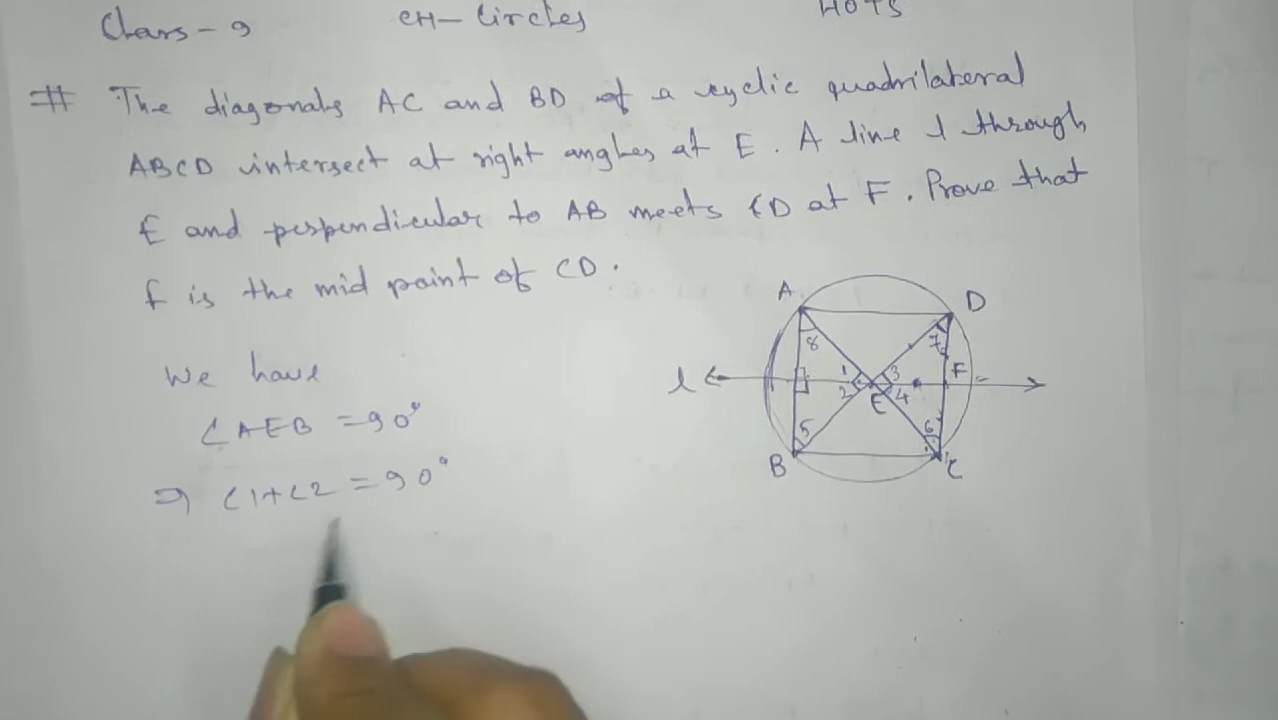 Class - 9 CH - Circles HOTS
# The diagonals AC and BD of a cyclic quadrilateral
ABCD intersect at right angles at E. A line l through
E and perpendicular to AB meets CD at F. Prove that
f is the mid point of CD.
We have
∠AEB = 90°
⇒ ∠1+∠2 = 90°
A D
8 7
l 1 3 F
2 E 4
5 6
B C